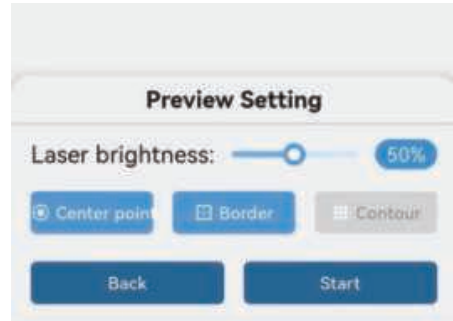 Preview Setting
Laser brightness: 50%
Center point Border Contour
Back Start